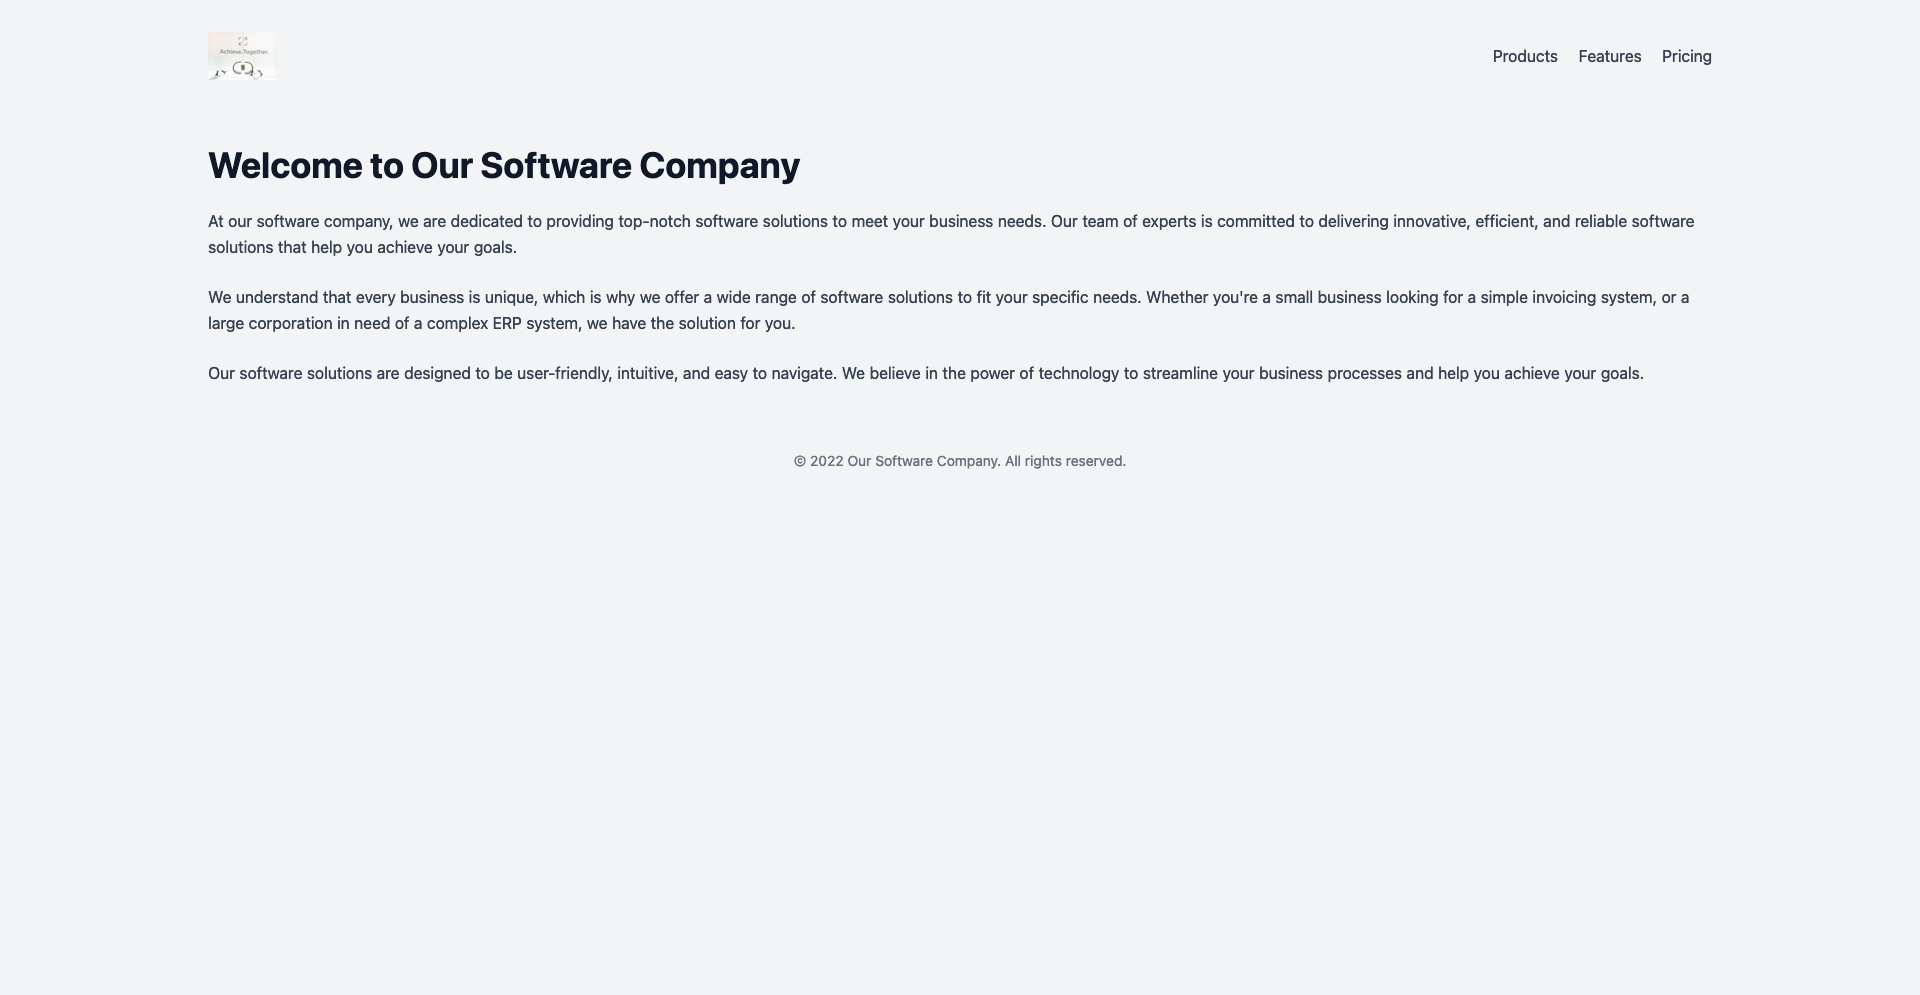 Achieve.Together.
Products Features Pricing
Welcome to Our Software Company
At our software company, we are dedicated to providing top-notch software solutions to meet your business needs. Our team of experts is committed to delivering innovative, efficient, and reliable software
solutions that help you achieve your goals.
We understand that every business is unique, which is why we offer a wide range of software solutions to fit your specific needs. Whether you're a small business looking for a simple invoicing system, or a
large corporation in need of a complex ERP system, we have the solution for you.
Our software solutions are designed to be user-friendly, intuitive, and easy to navigate. We believe in the power of technology to streamline your business processes and help you achieve your goals.
© 2022 Our Software Company. All rights reserved.